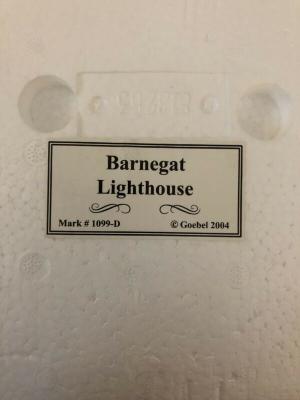 Barnegat
Lighthouse
Mark # 1099-D © Goebel 2004